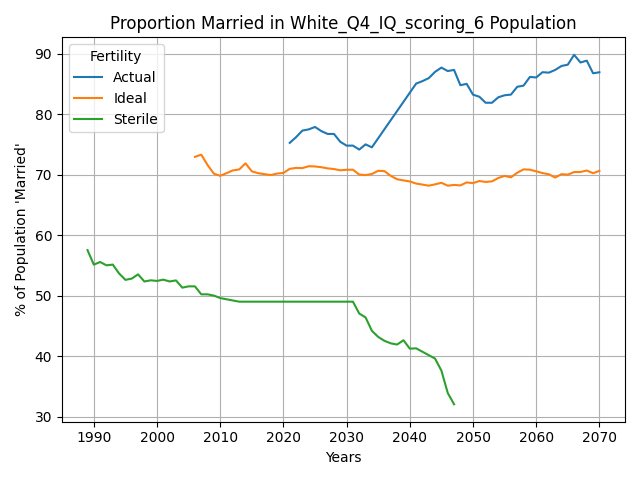 Proportion Married in White_Q4_IQ_scoring_6 Population
Fertility
Actual
Ideal
Sterile
% of Population 'Married'
90
80
70
60
50
40
30
1990 2000 2010 2020 2030 2040 2050 2060 2070
Years